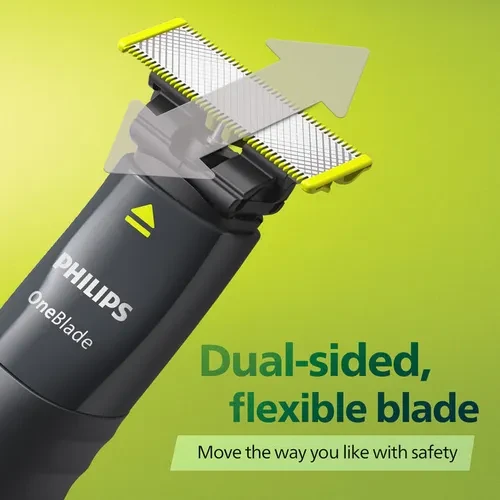 PHILIPS
OneBlade
Dual-sided,
flexible blade
Move the way you like with safety